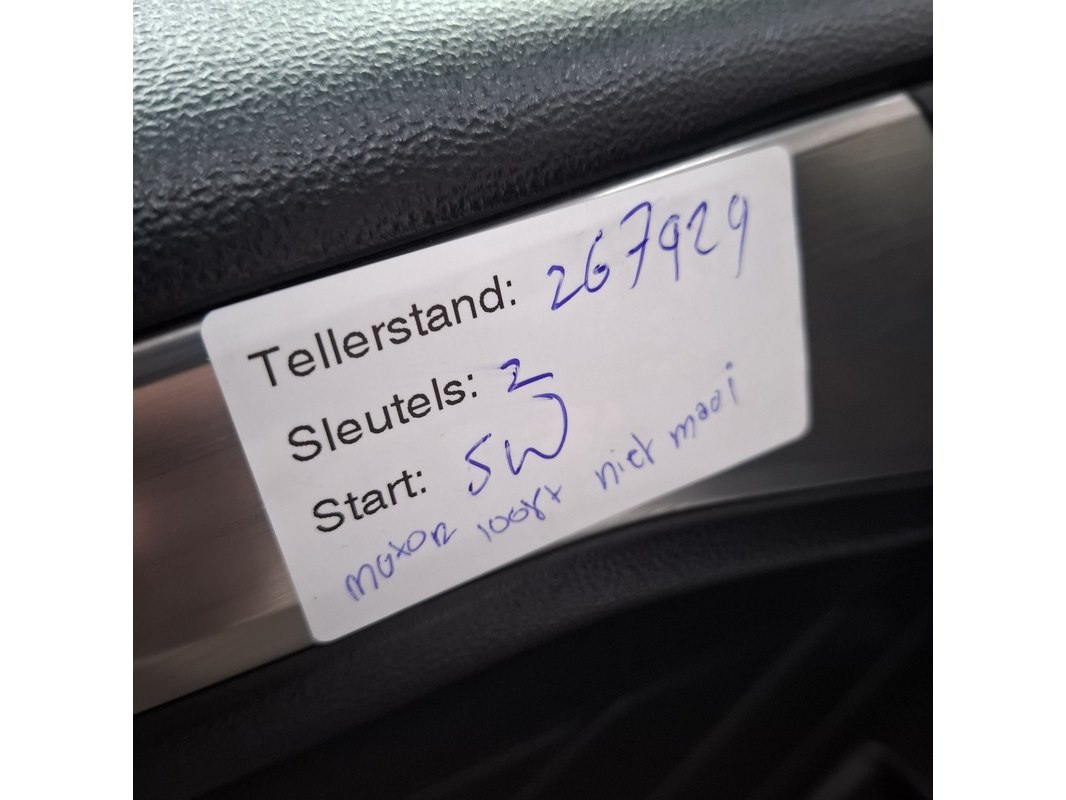 Tellerstand: 267929
Sleutels: 2
Start: SW
motor loopt niet mooi